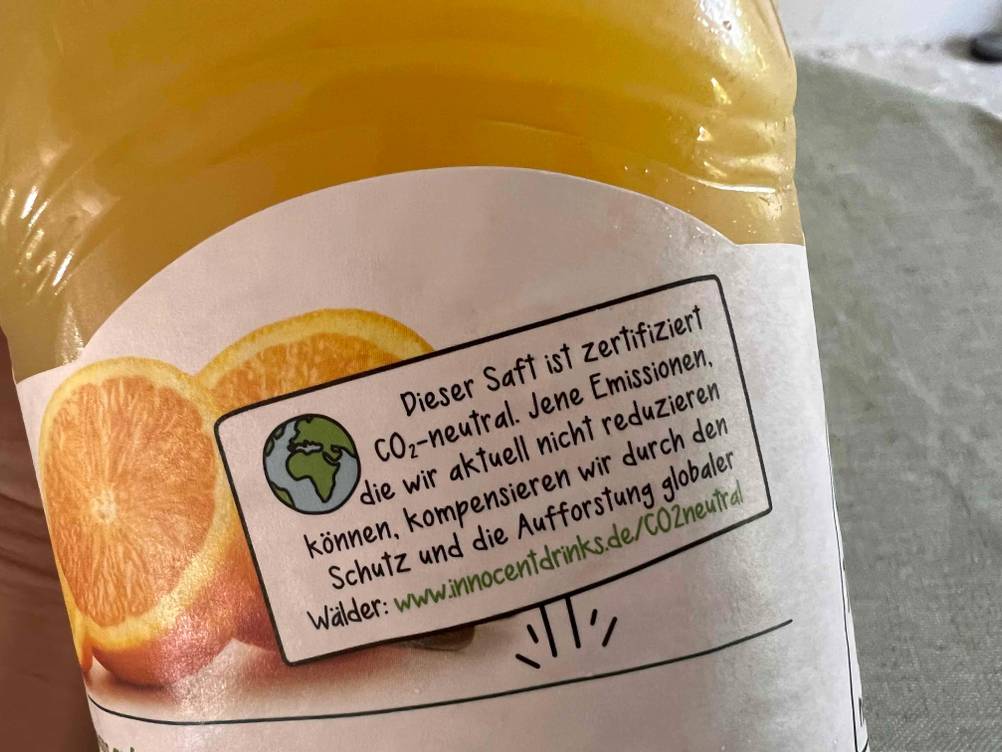 Dieser Saft ist zertifiziert
CO₂-neutral. Jene Emissionen,
die wir aktuell nicht reduzieren
können, kompensieren wir durch den
Schutz und die Aufforstung globaler
Wälder: www.innocentdrinks.de/CO2neutral